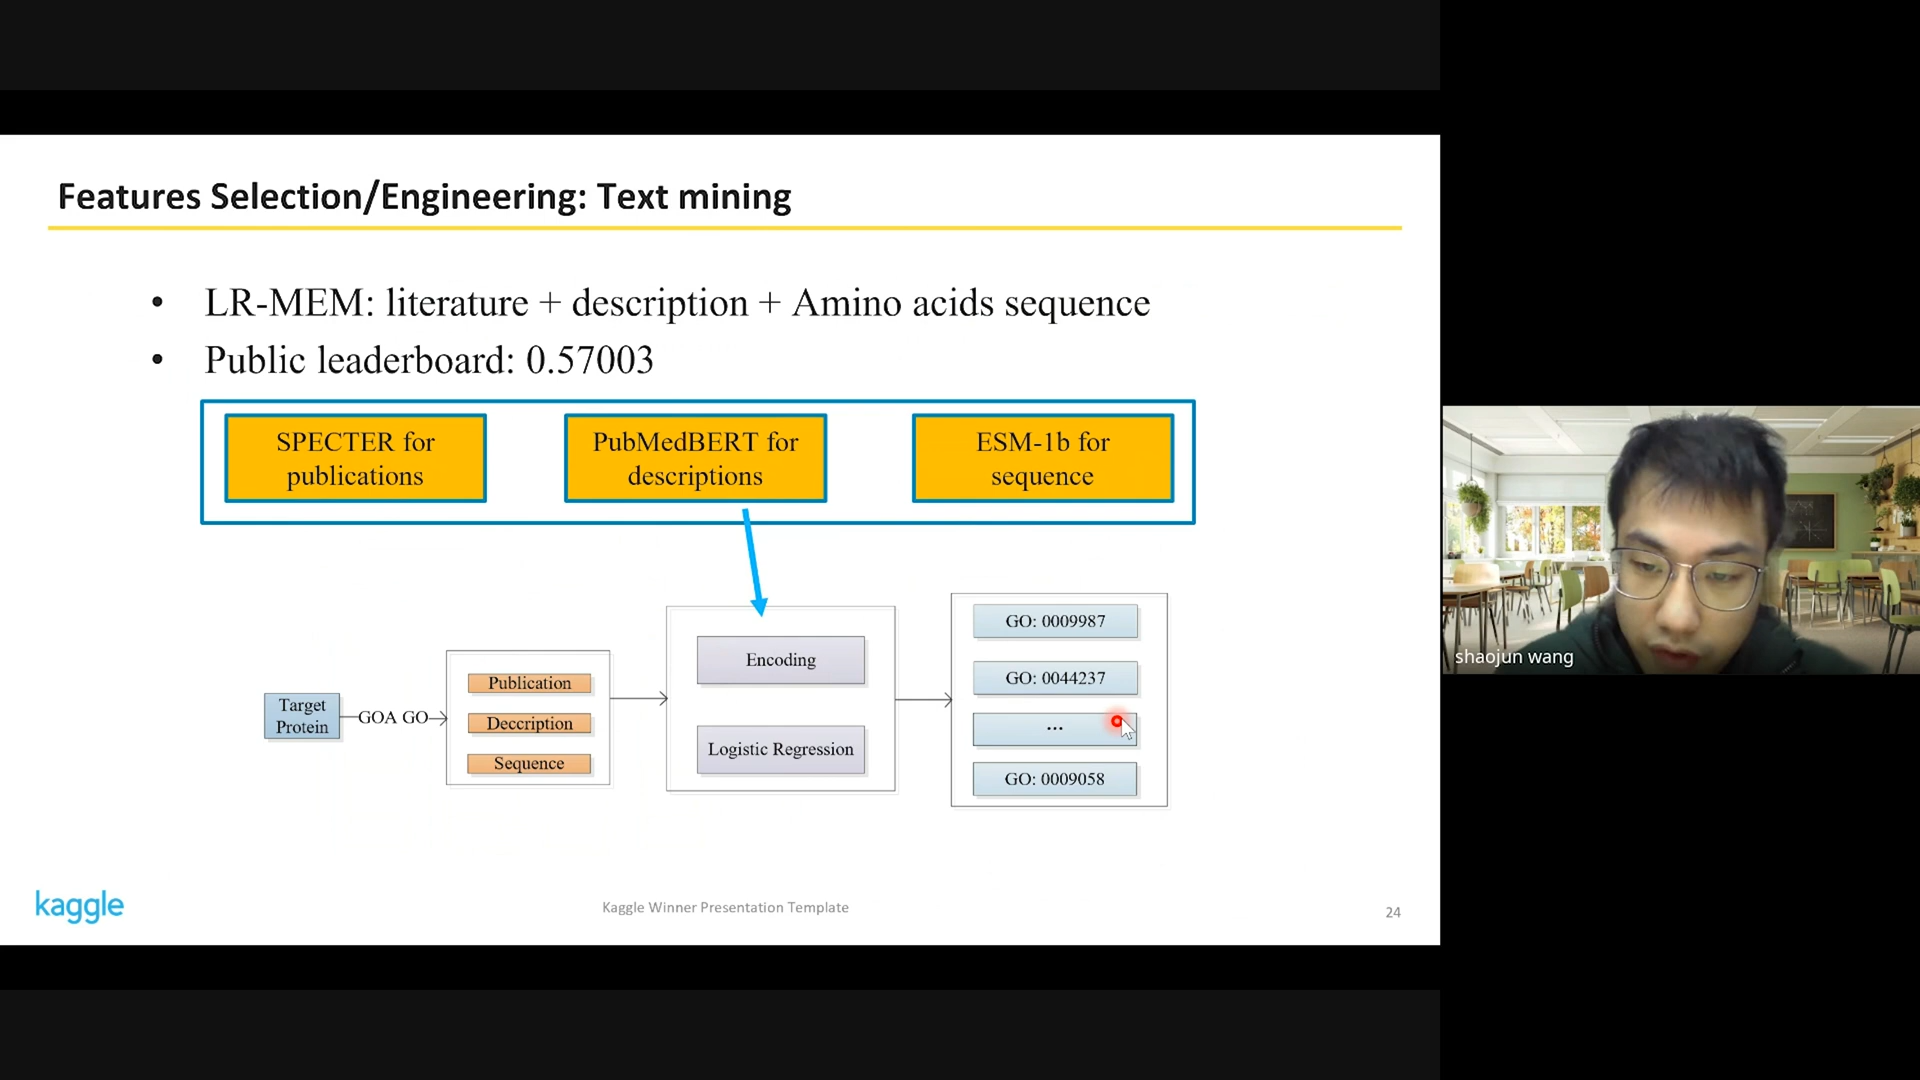 Features Selection/Engineering: Text mining
• LR-MEM: literature + description + Amino acids sequence
• Public leaderboard: 0.57003
SPECTER for
publications
PubMedBERT for
descriptions
ESM-1b for
sequence
Target
Protein
GOA GO
Publication
Deccription
Sequence
Encoding
Logistic Regression
GO: 0009987
GO: 0044237
...
GO: 0009058
shaojun wang
kaggle
Kaggle Winner Presentation Template
24